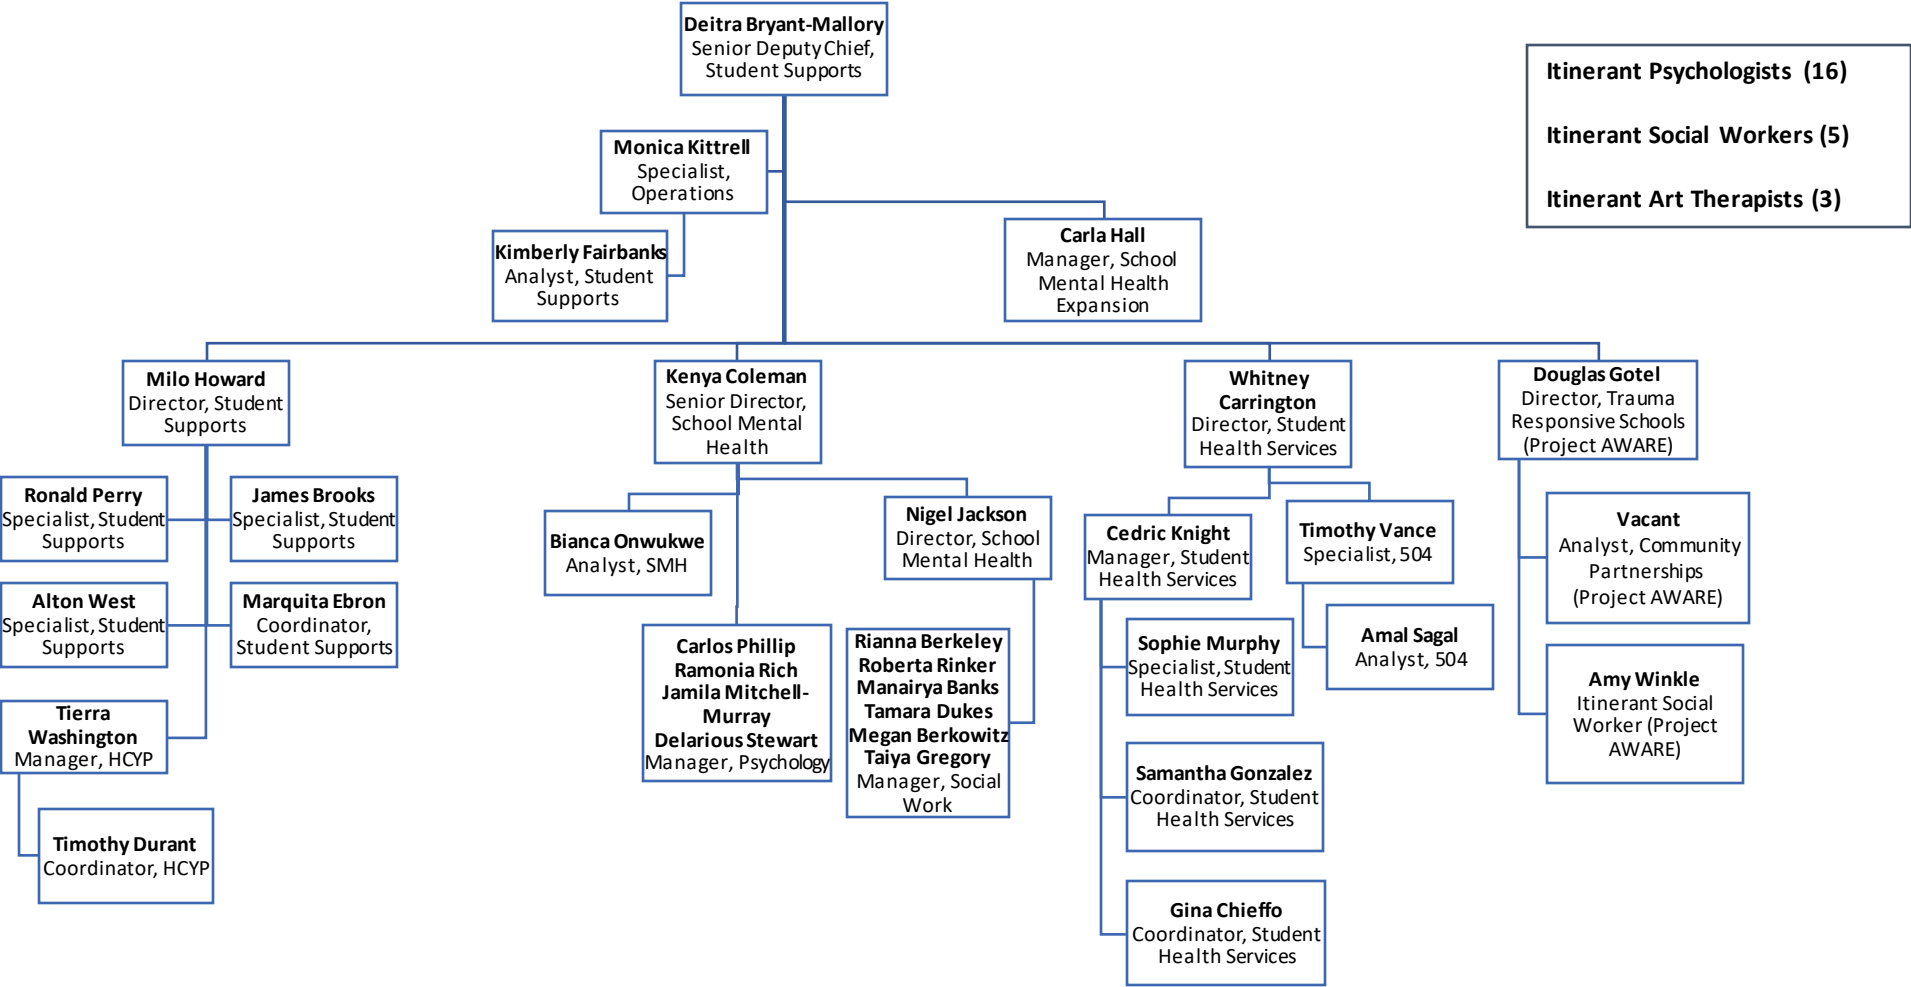 Deitra Bryant-Mallory
Senior Deputy Chief,
Student Supports
Itinerant Psychologists (16)
Itinerant Social Workers (5)
Itinerant Art Therapists (3)
Monica Kittrell
Specialist,
Operations
Kimberly Fairbanks
Analyst, Student
Supports
Carla Hall
Manager, School
Mental Health
Expansion
Milo Howard
Director, Student
Supports
Ronald Perry
Specialist, Student
Supports
James Brooks
Specialist, Student
Supports
Alton West
Specialist, Student
Supports
Marquita Ebron
Coordinator,
Student Supports
Tierra
Washington
Manager, HCYP
Timothy Durant
Coordinator, HCYP
Kenya Coleman
Senior Director,
School Mental
Health
Bianca Onwukwe
Analyst, SMH
Carlos Phillip
Ramonia Rich
Jamila Mitchell-
Murray
Delarious Stewart
Manager, Psychology
Nigel Jackson
Director, School
Mental Health
Rianna Berkeley
Roberta Rinker
Manairya Banks
Tamara Dukes
Megan Berkowitz
Taiya Gregory
Manager, Social
Work
Whitney
Carrington
Director, Student
Health Services
Cedric Knight
Manager, Student
Health Services
Sophie Murphy
Specialist, Student
Health Services
Samantha Gonzalez
Coordinator, Student
Health Services
Gina Chieffo
Coordinator, Student
Health Services
Timothy Vance
Specialist, 504
Amal Sagal
Analyst, 504
Douglas Gotel
Director, Trauma
Responsive Schools
(Project AWARE)
Vacant
Analyst, Community
Partnerships
(Project AWARE)
Amy Winkle
Itinerant Social
Worker (Project
AWARE)